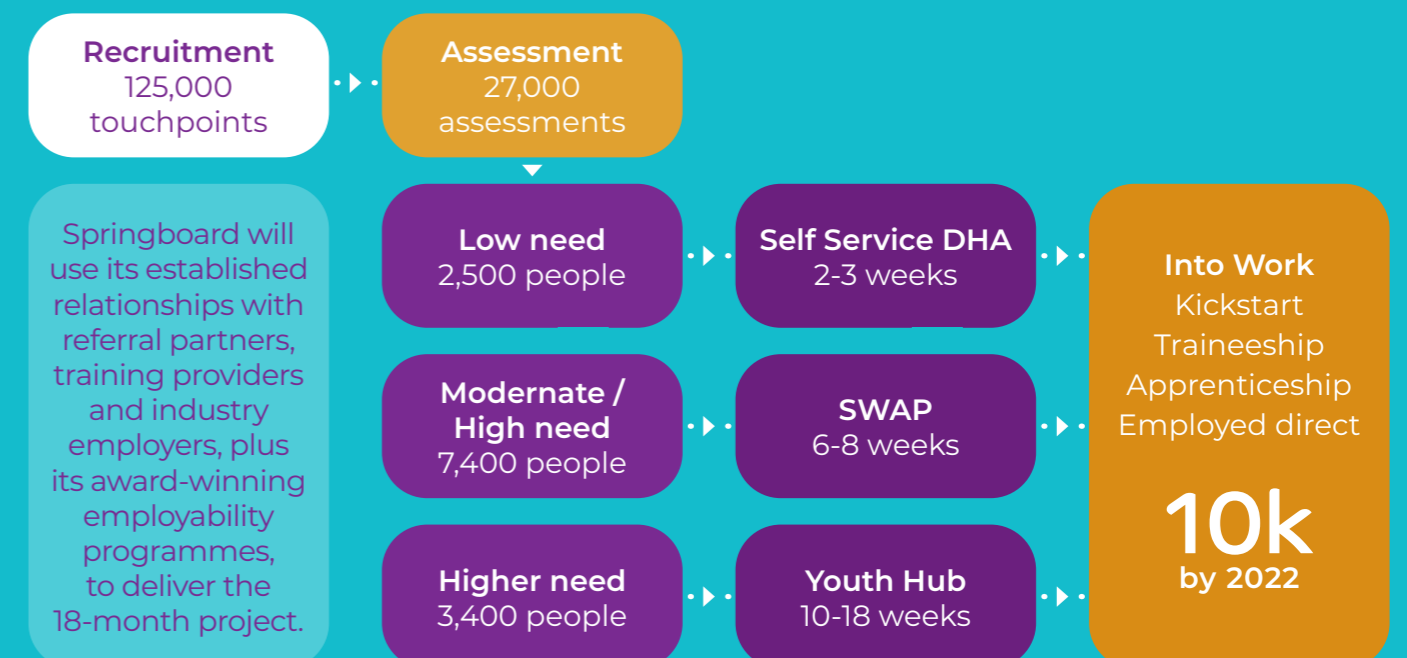 Recruitment
125,000
touchpoints
Assessment
27,000
assessments
Springboard will
use its established
relationships with
referral partners,
training providers
and industry
employers, plus
its award-winning
employability
programmes,
to deliver the
18-month project.
Low need
2,500 people
Self Service DHA
2-3 weeks
Modernate /
High need
7,400 people
SWAP
6-8 weeks
Higher need
3,400 people
Youth Hub
10-18 weeks
Into Work
Kickstart
Traineeship
Apprenticeship
Employed direct
10k
by 2022